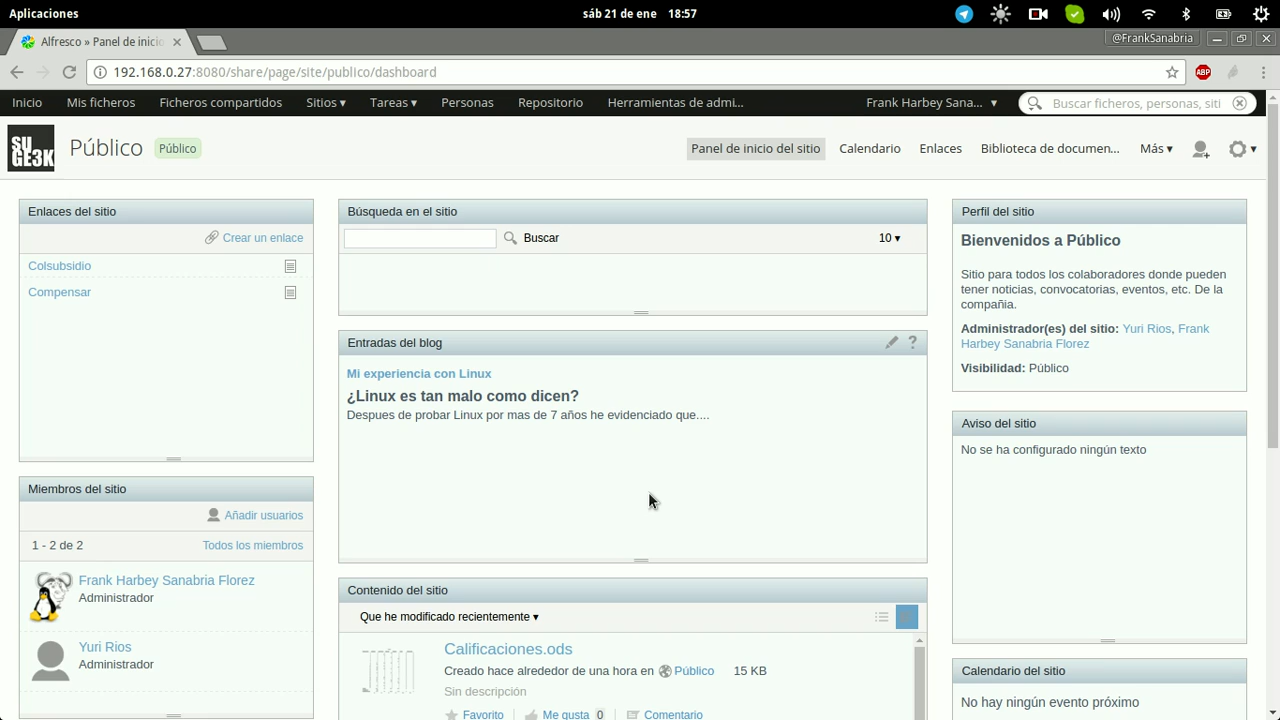 Aplicaciones
sáb 21 de ene 18:57
Alfresco » Panel de inicio
@FrankSanabria
192.168.0.27:8080/share/page/site/publico/dashboard
ABP
Inicio Mis ficheros Ficheros compartidos Sitios ▾ Tareas ▾ Personas Repositorio Herramientas de admi... Frank Harbey Sana... ▾ Buscar ficheros, personas, siti
SU GE3K
Público Público
Panel de inicio del sitio Calendario Enlaces Biblioteca de documen... Más ▾
Enlaces del sitio
Crear un enlace
Colsubsidio
Compensar
Miembros del sitio
Añadir usuarios
1 - 2 de 2 Todos los miembros
Frank Harbey Sanabria Florez
Administrador
Yuri Rios
Administrador
Búsqueda en el sitio
Buscar 10 ▾
Entradas del blog ?
Mi experiencia con Linux
¿Linux es tan malo como dicen?
Despues de probar Linux por mas de 7 años he evidenciado que....
Contenido del sitio
Que he modificado recientemente ▾
Calificaciones.ods
Creado hace alrededor de una hora en Público 15 KB
Sin descripción
Favorito Me gusta 0 Comentario
Perfil del sitio
Bienvenidos a Público
Sitio para todos los colaboradores donde pueden
tener noticias, convocatorias, eventos, etc. De la
compañia.
Administrador(es) del sitio: Yuri Rios, Frank
Harbey Sanabria Florez
Visibilidad: Público
Aviso del sitio
No se ha configurado ningún texto
Calendario del sitio
No hay ningún evento próximo